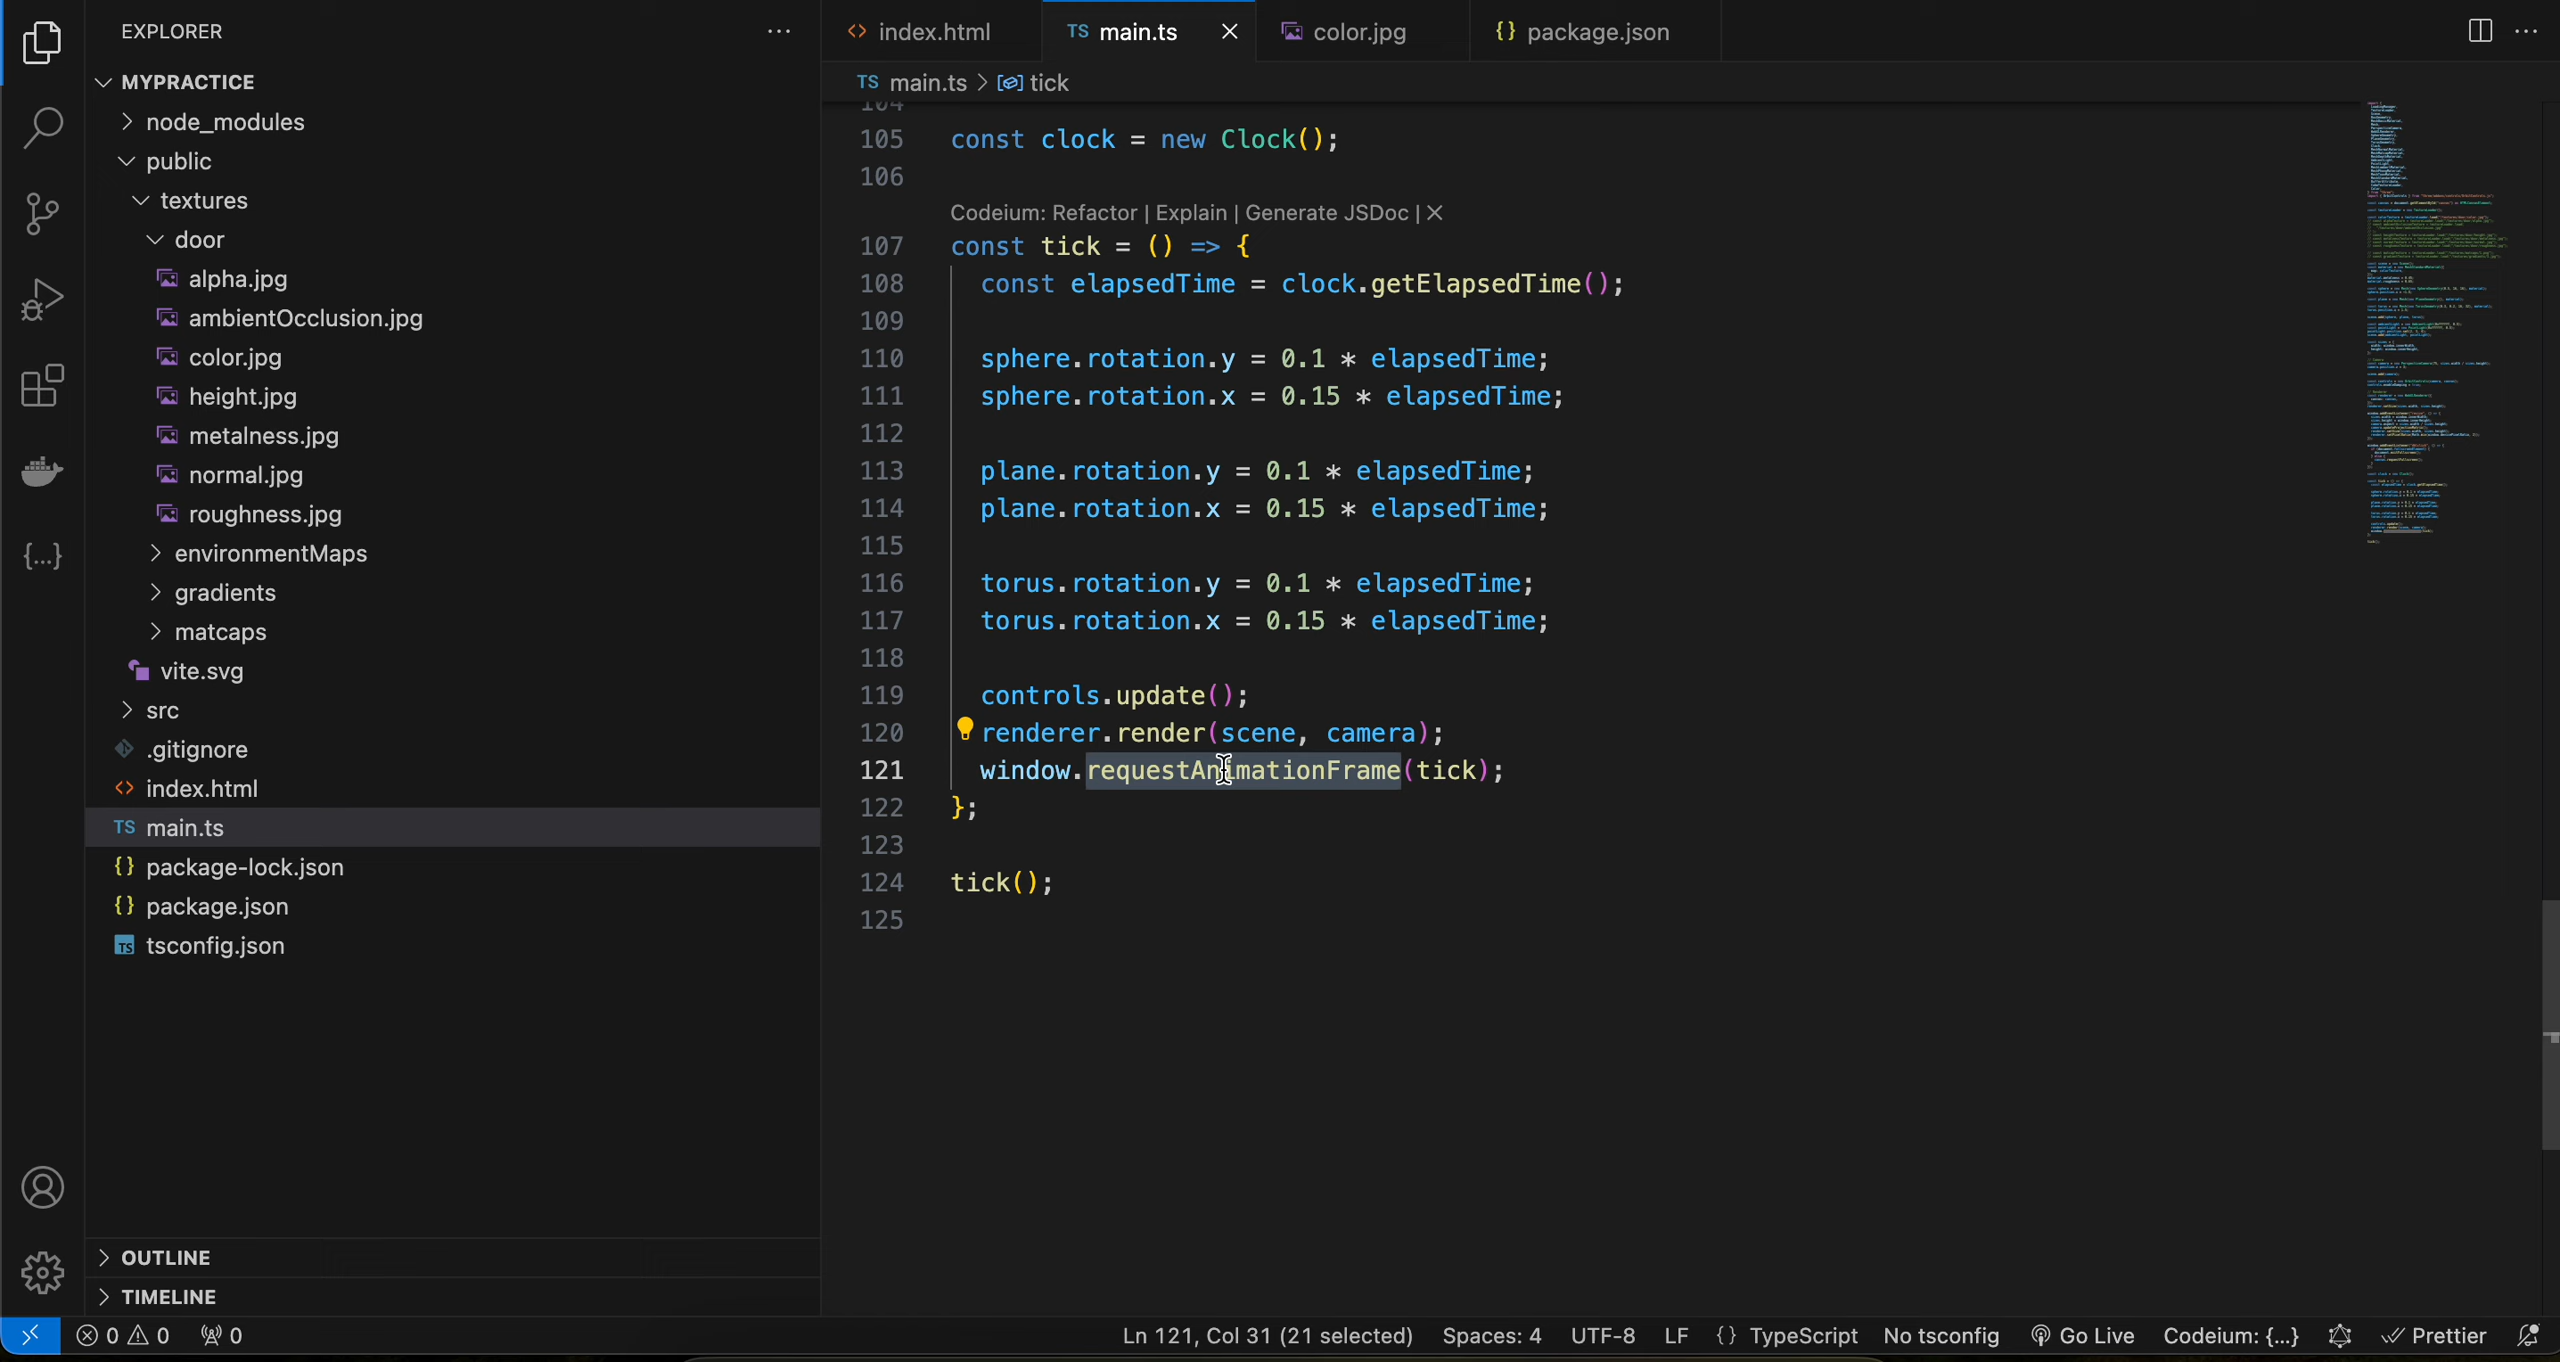 EXPLORER
MYPRACTICE
node_modules
public
textures
door
alpha.jpg
ambientOcclusion.jpg
color.jpg
height.jpg
metalness.jpg
normal.jpg
roughness.jpg
environmentMaps
gradients
matcaps
vite.svg
src
.gitignore
<> index.html
TS main.ts
{} package-lock.json
{} package.json
TS tsconfig.json
OUTLINE
TIMELINE
<> index.html
TS main.ts
color.jpg
{} package.json
TS main.ts > tick
104
105 const clock = new Clock();
106
Codeium: Refactor | Explain | Generate JSDoc | X
107 const tick = () => {
108 const elapsedTime = clock.getElapsedTime();
109
110 sphere.rotation.y = 0.1 * elapsedTime;
111 sphere.rotation.x = 0.15 * elapsedTime;
112
113 plane.rotation.y = 0.1 * elapsedTime;
114 plane.rotation.x = 0.15 * elapsedTime;
115
116 torus.rotation.y = 0.1 * elapsedTime;
117 torus.rotation.x = 0.15 * elapsedTime;
118
119 controls.update();
120 renderer.render(scene, camera);
121 window.requestAnimationFrame(tick);
122 };
123
124 tick();
125
0 0 0 Ln 121, Col 31 (21 selected) Spaces: 4 UTF-8 LF {} TypeScript No tsconfig Go Live Codeium: {...} Prettier